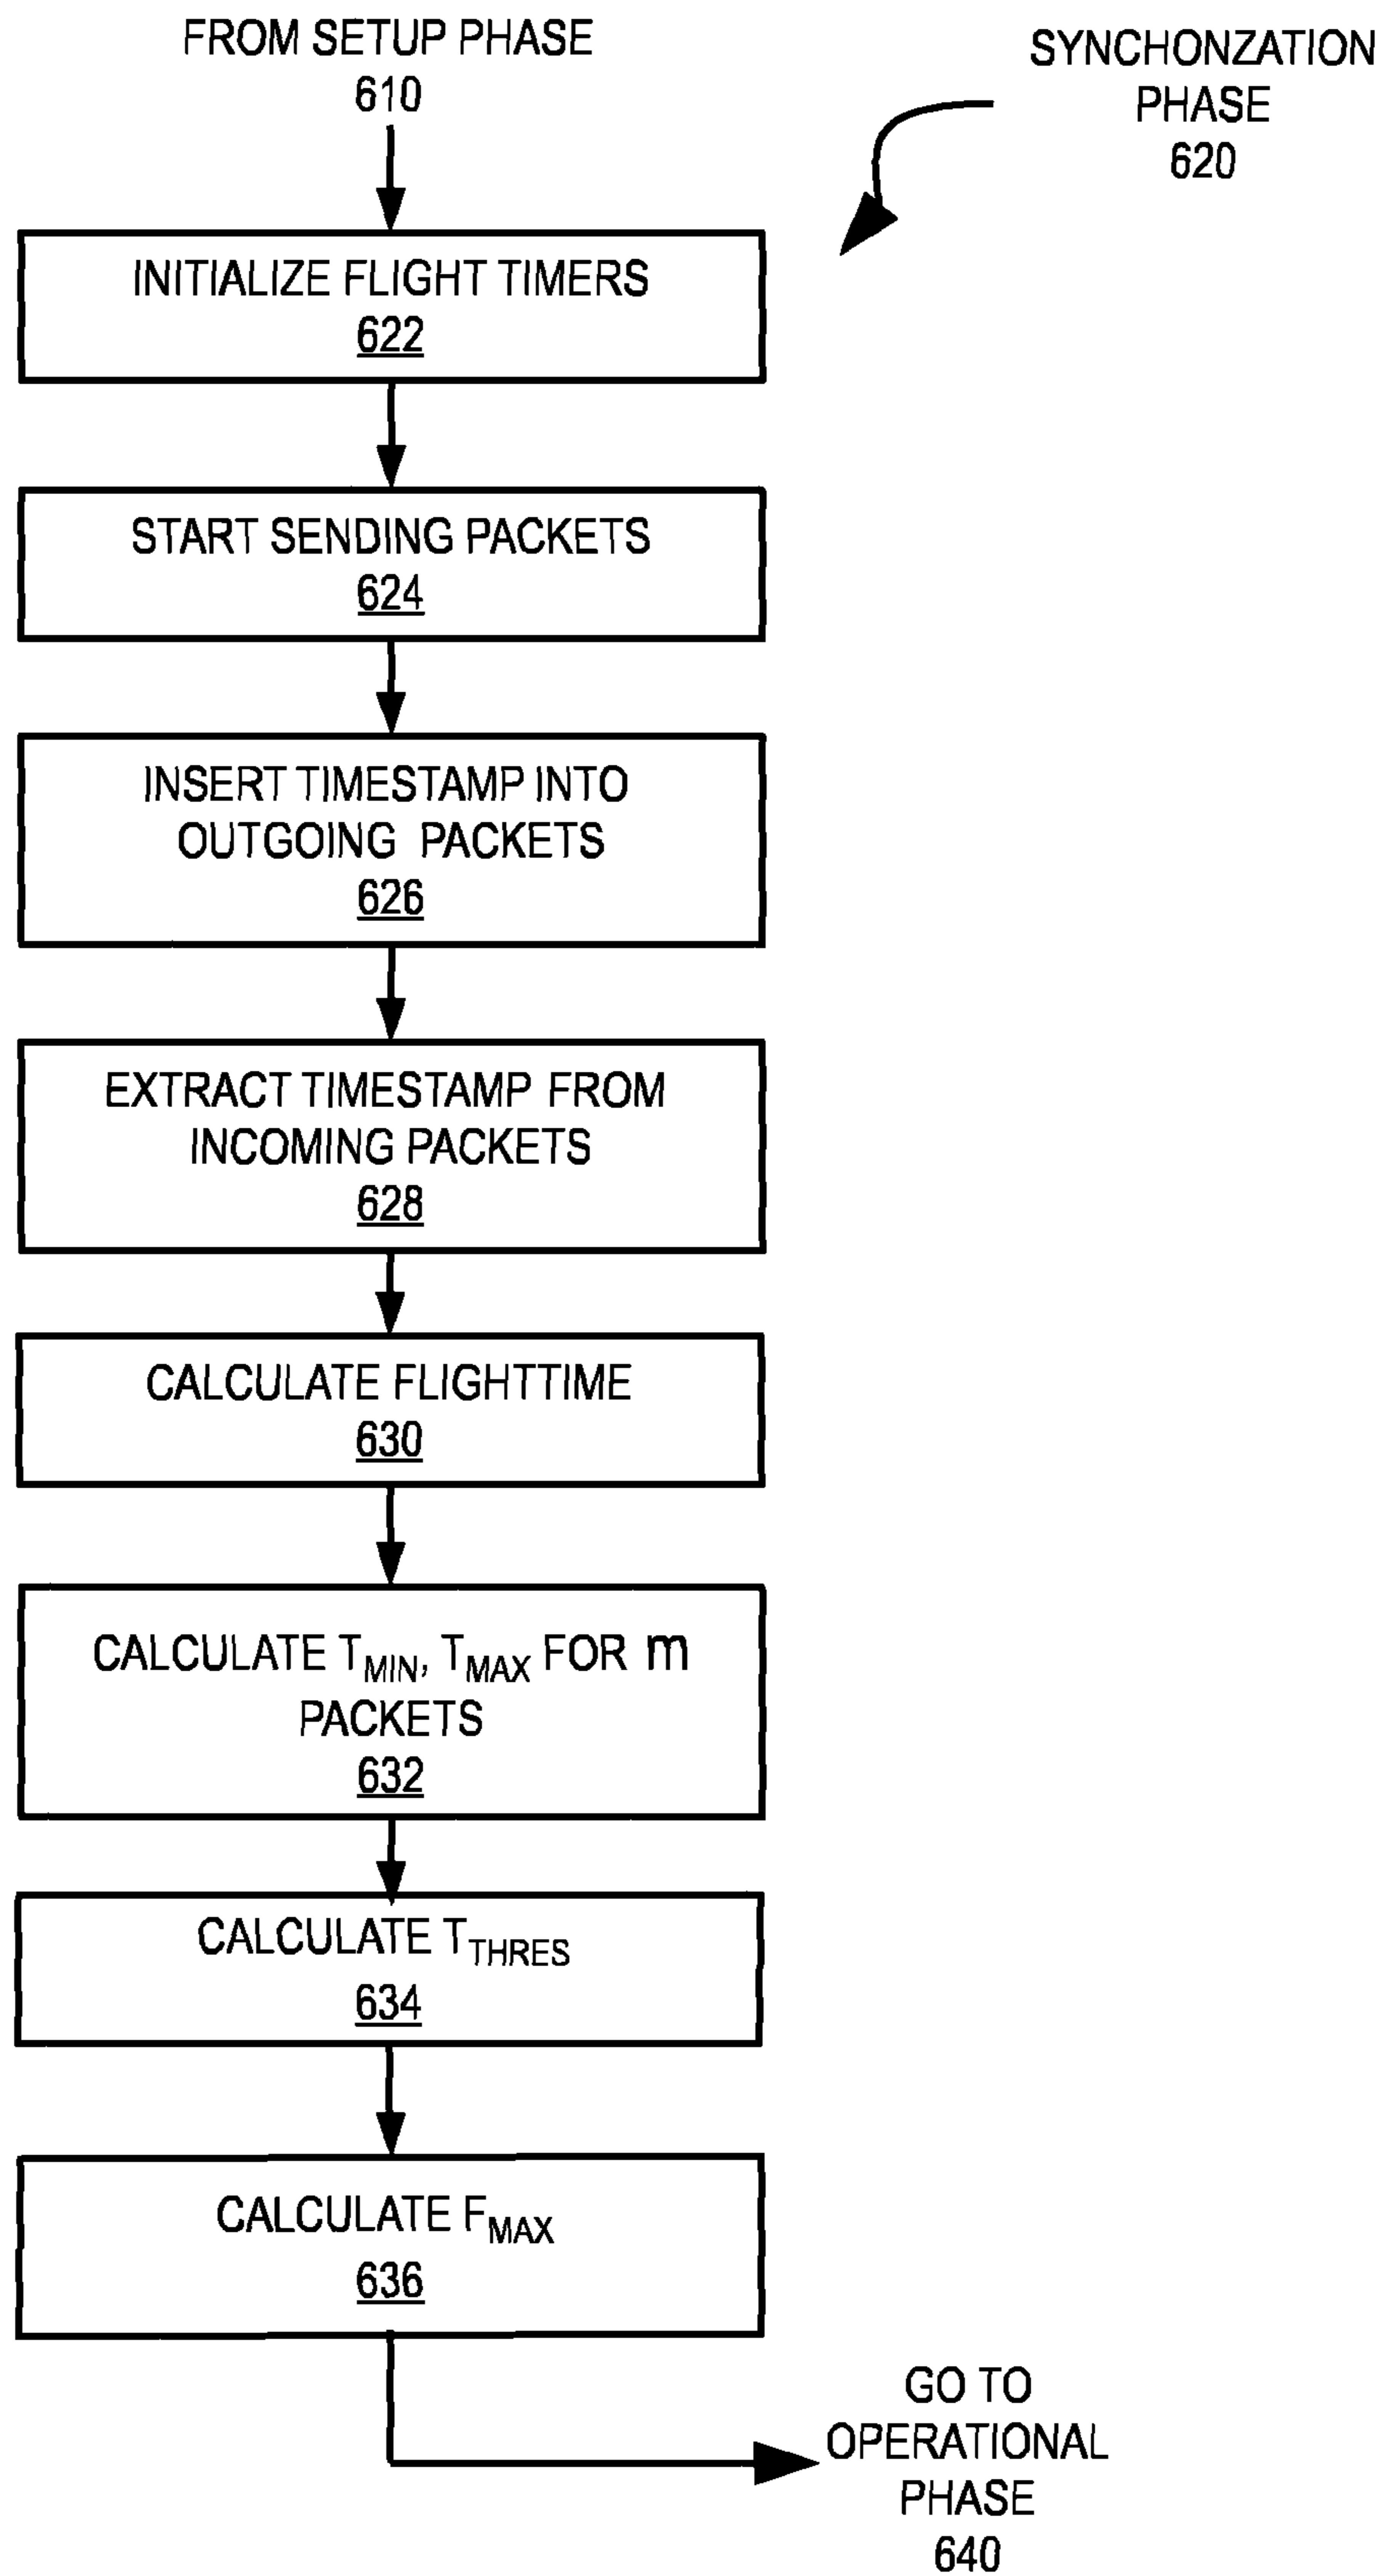 FROM SETUP PHASE
610
SYNCHONZATION
PHASE
620
INITIALIZE FLIGHT TIMERS
622
START SENDING PACKETS
624
INSERT TIMESTAMP INTO
OUTGOING PACKETS
626
EXTRACT TIMESTAMP FROM
INCOMING PACKETS
628
CALCULATE FLIGHTTIME
630
CALCULATE TMIN, TMAX FOR m
PACKETS
632
CALCULATE TTHRES
634
CALCULATE FMAX
636
GO TO
OPERATIONAL
PHASE
640